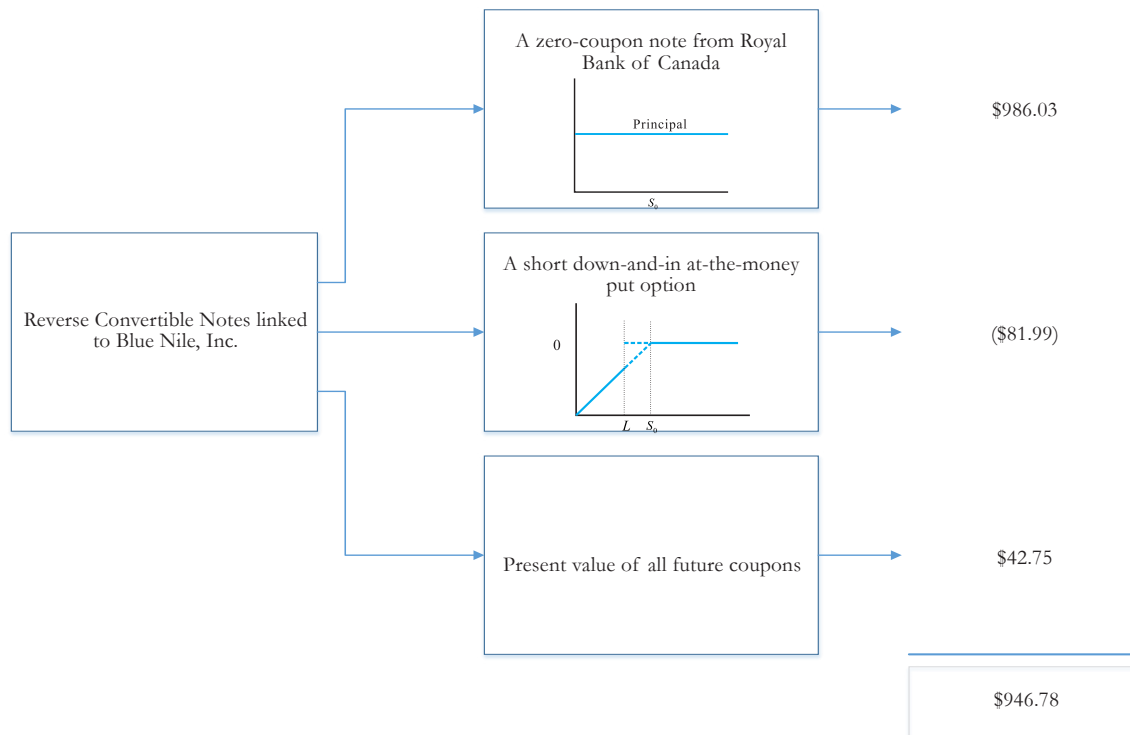 A zero-coupon note from Royal
Bank of Canada
Principal
S₀
$986.03
Reverse Convertible Notes linked
to Blue Nile, Inc.
A short down-and-in at-the-money
put option
0
L
S₀
($81.99)
Present value of all future coupons
$42.75
$946.78